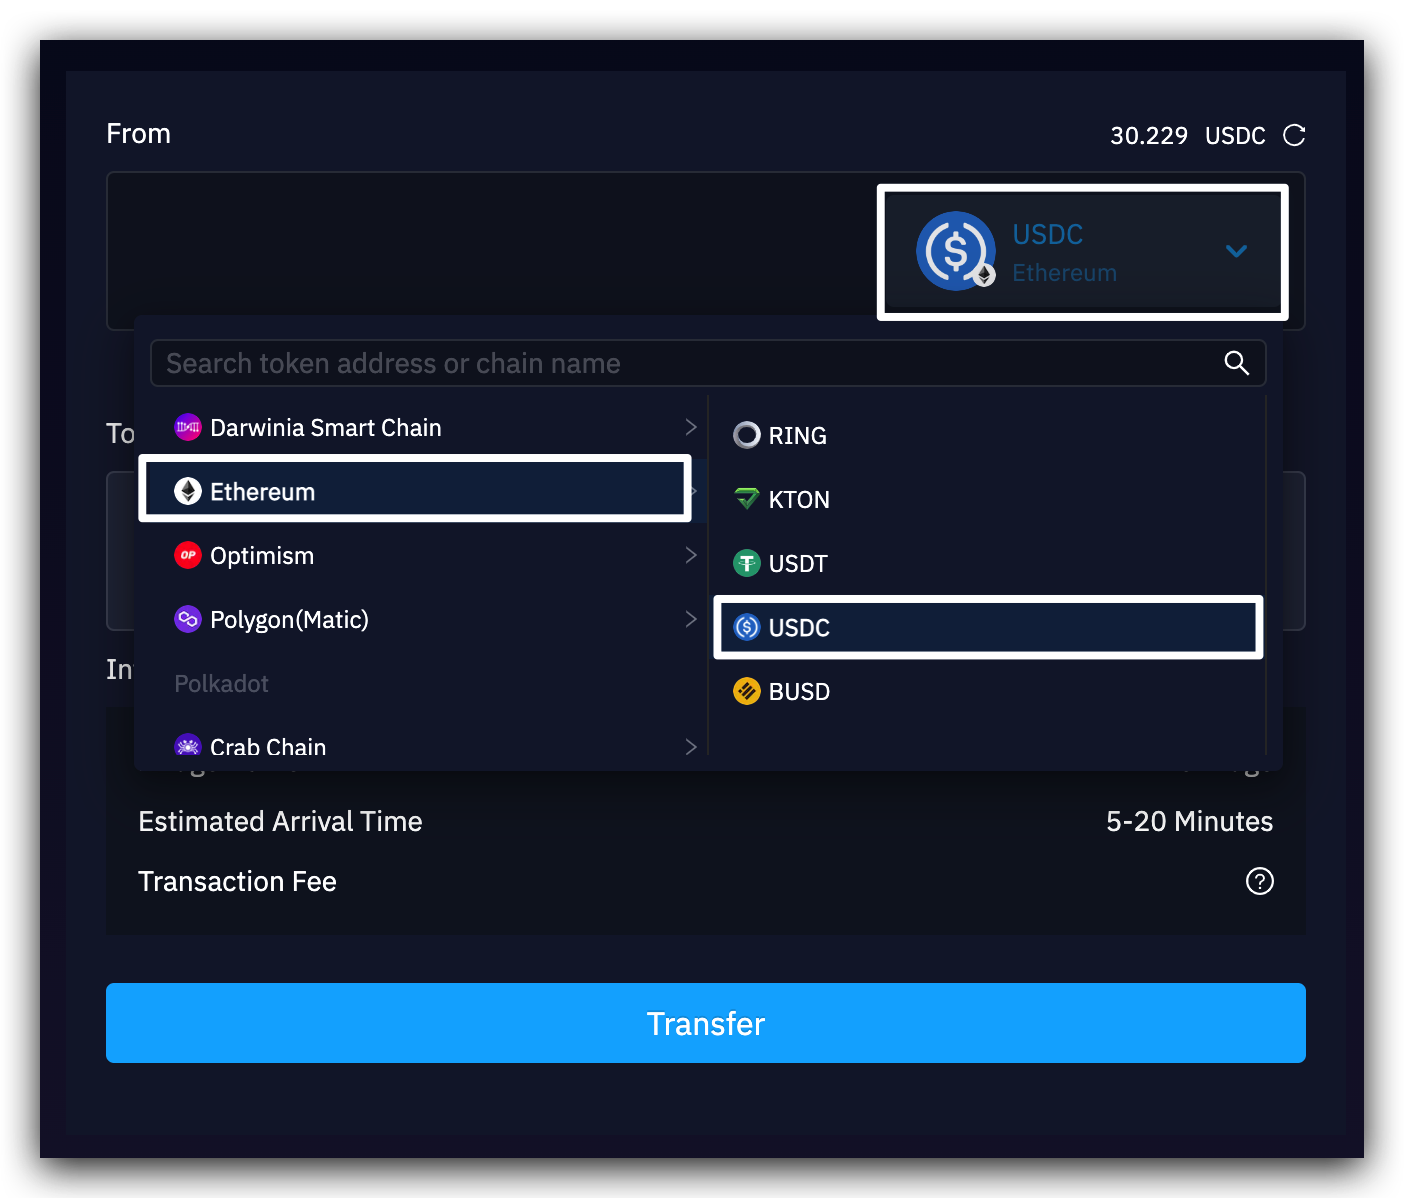 From
30.229 USDC
USDC
Ethereum
Search token address or chain name
To
Darwinia Smart Chain
Ethereum
Optimism
Polygon(Matic)
Polkadot
Crab Chain
RING
KTON
USDT
USDC
BUSD
Estimated Arrival Time
5-20 Minutes
Transaction Fee
Transfer